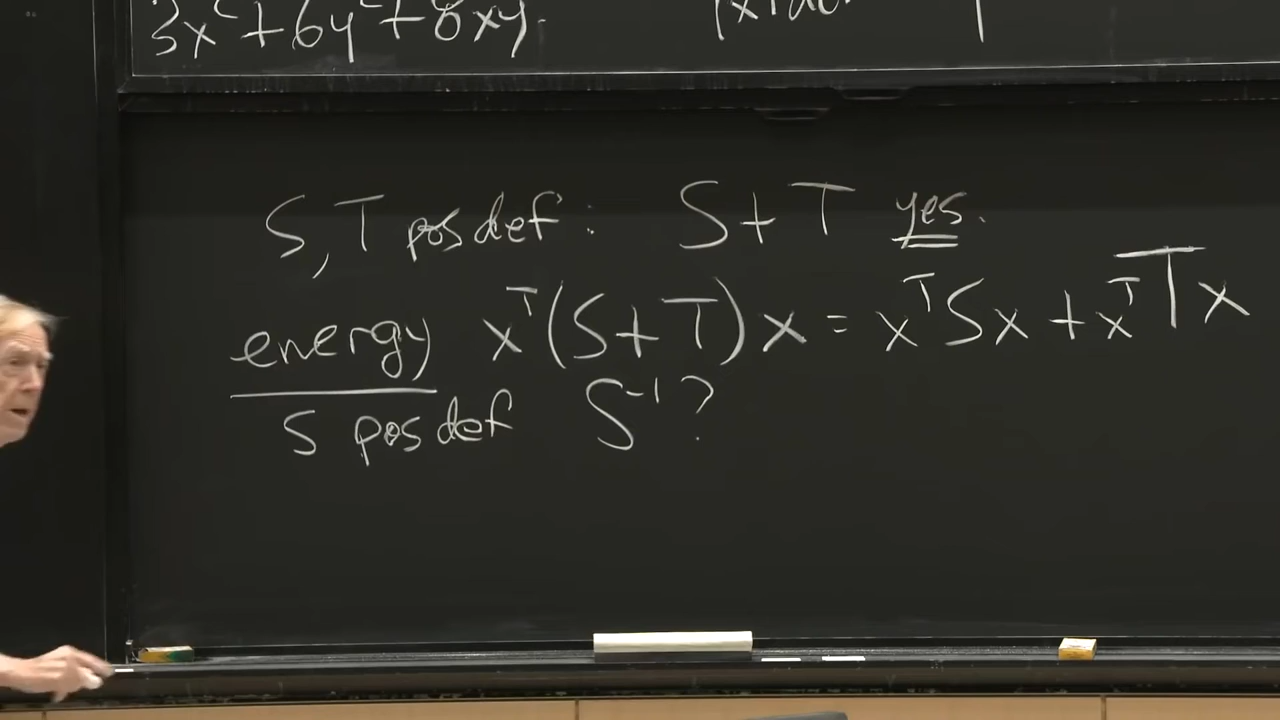 3x²+6y²+8xy.
S, T pos def: S+T yes.
energy xᵀ(S+T)x = xᵀSx + xᵀTx
S pos def S⁻¹?